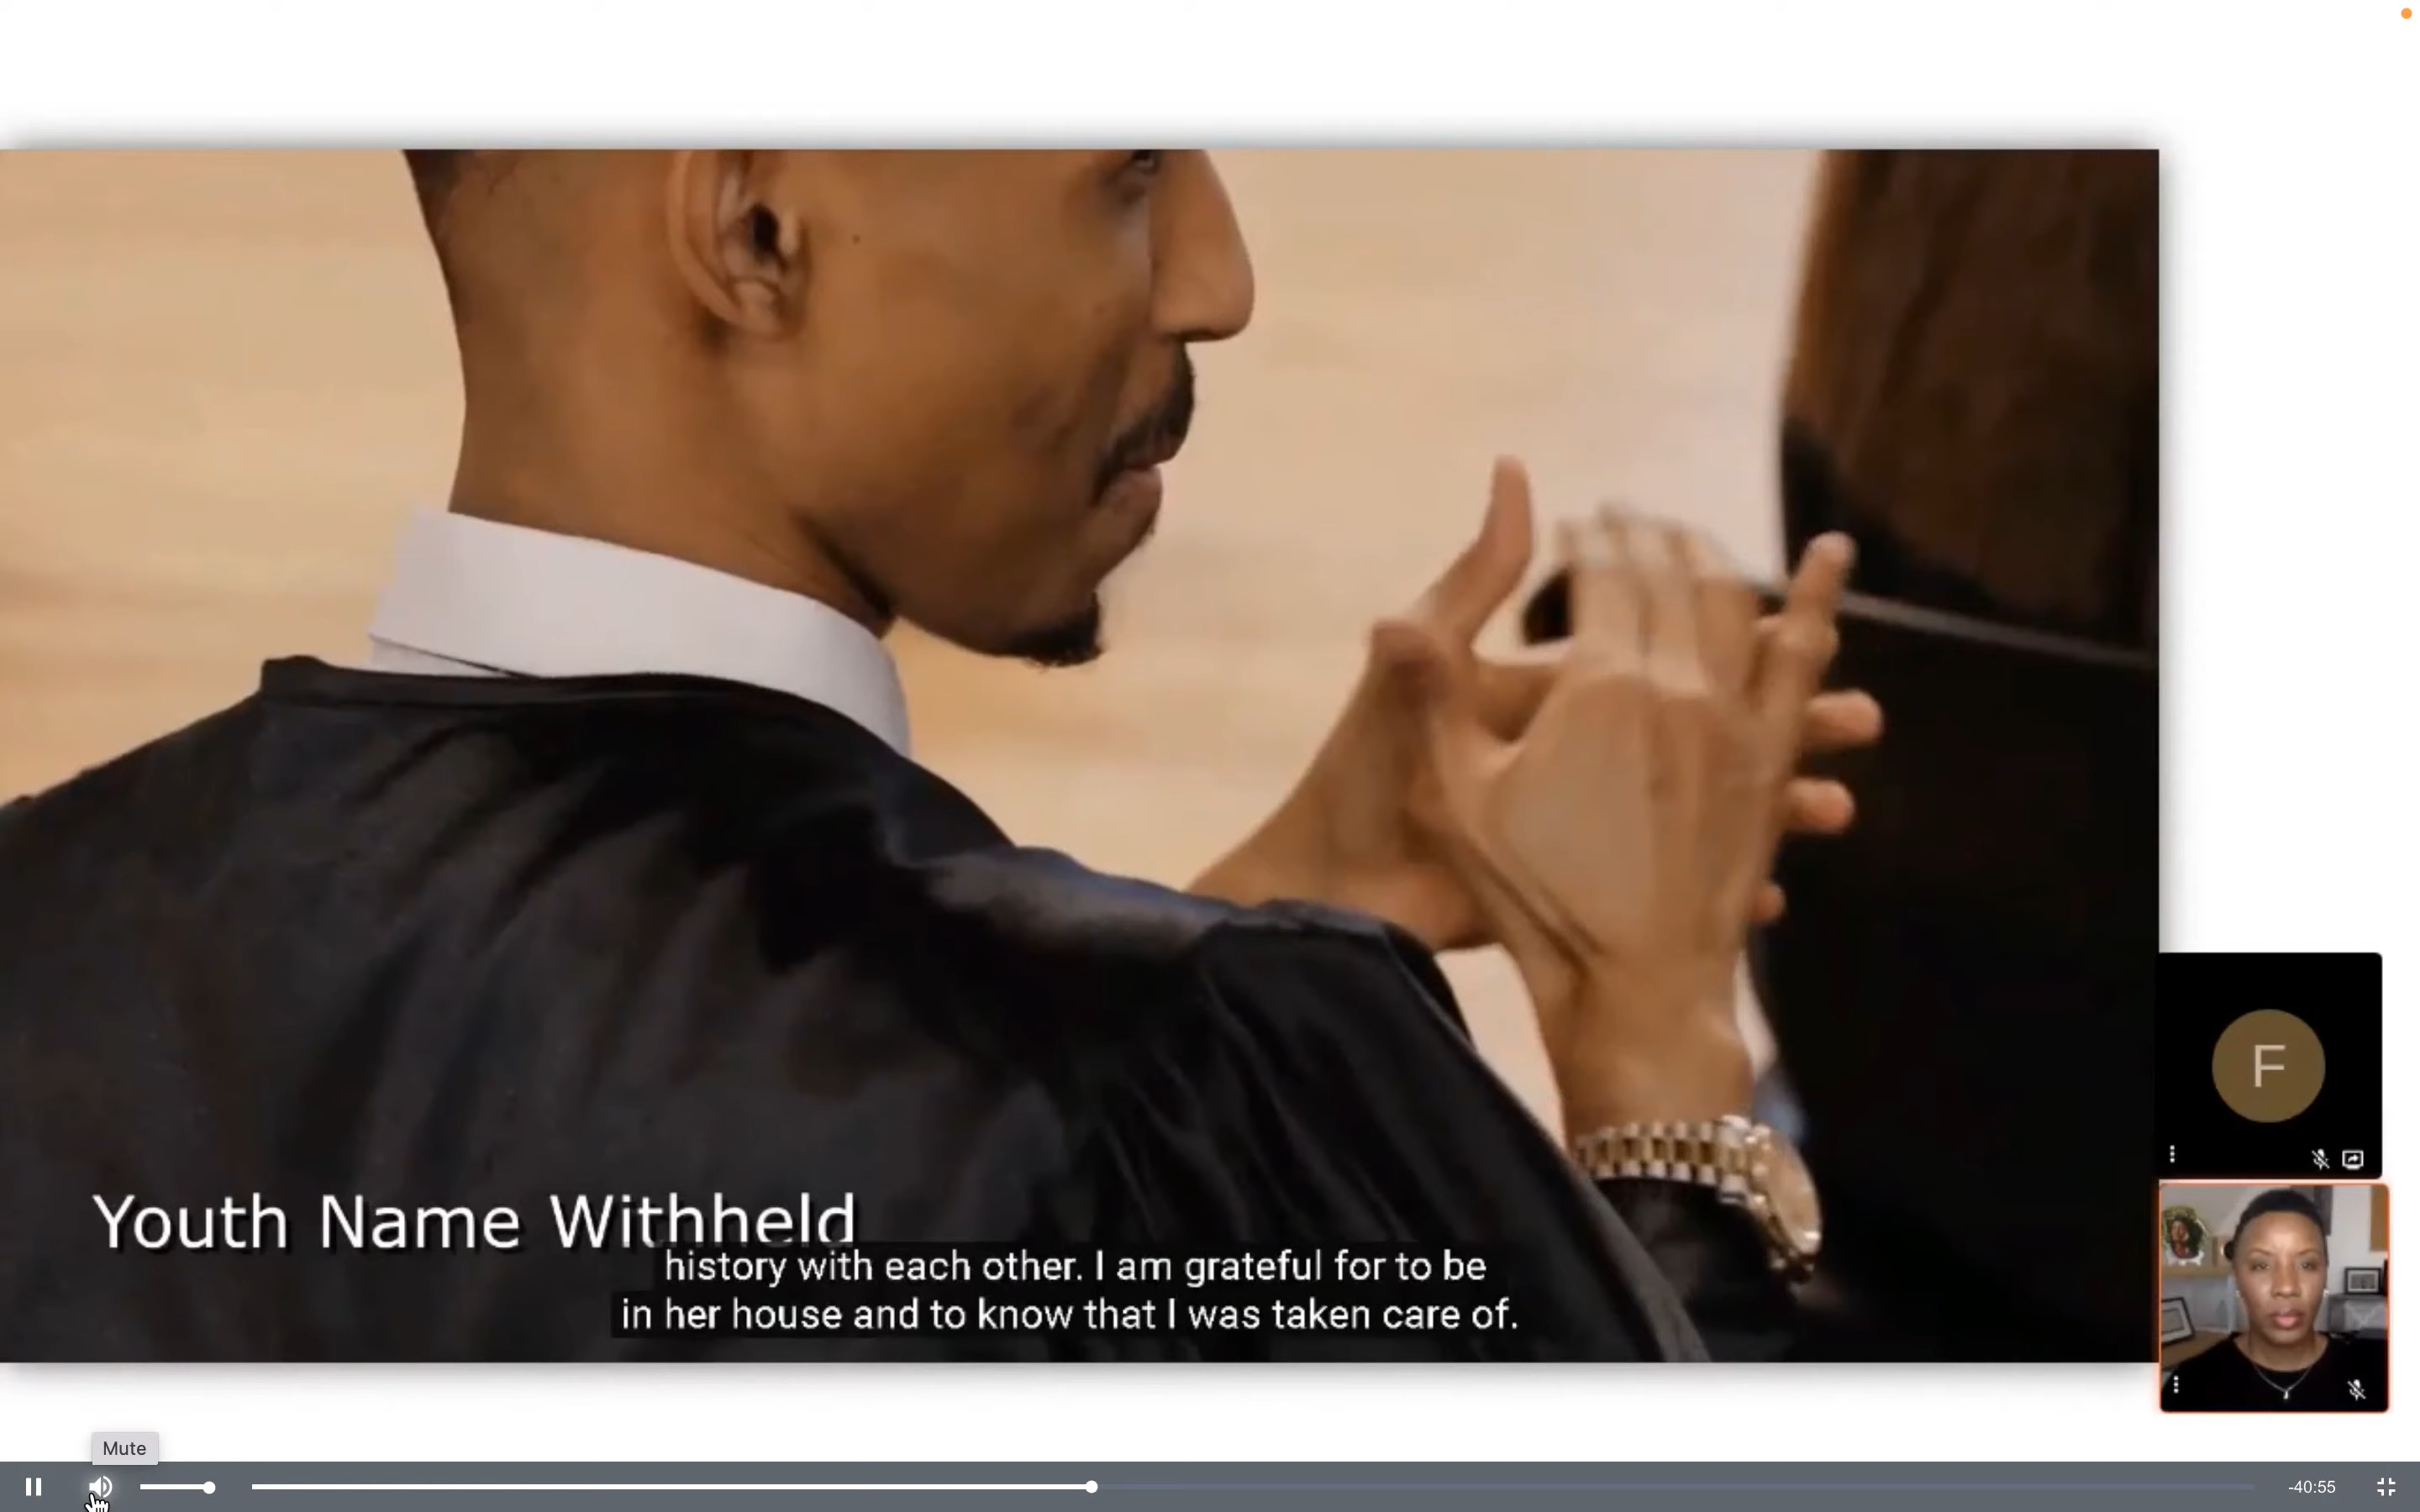 Youth Name Withheld
history with each other. I am grateful for to be
in her house and to know that I was taken care of.
F
Mute
-40:55